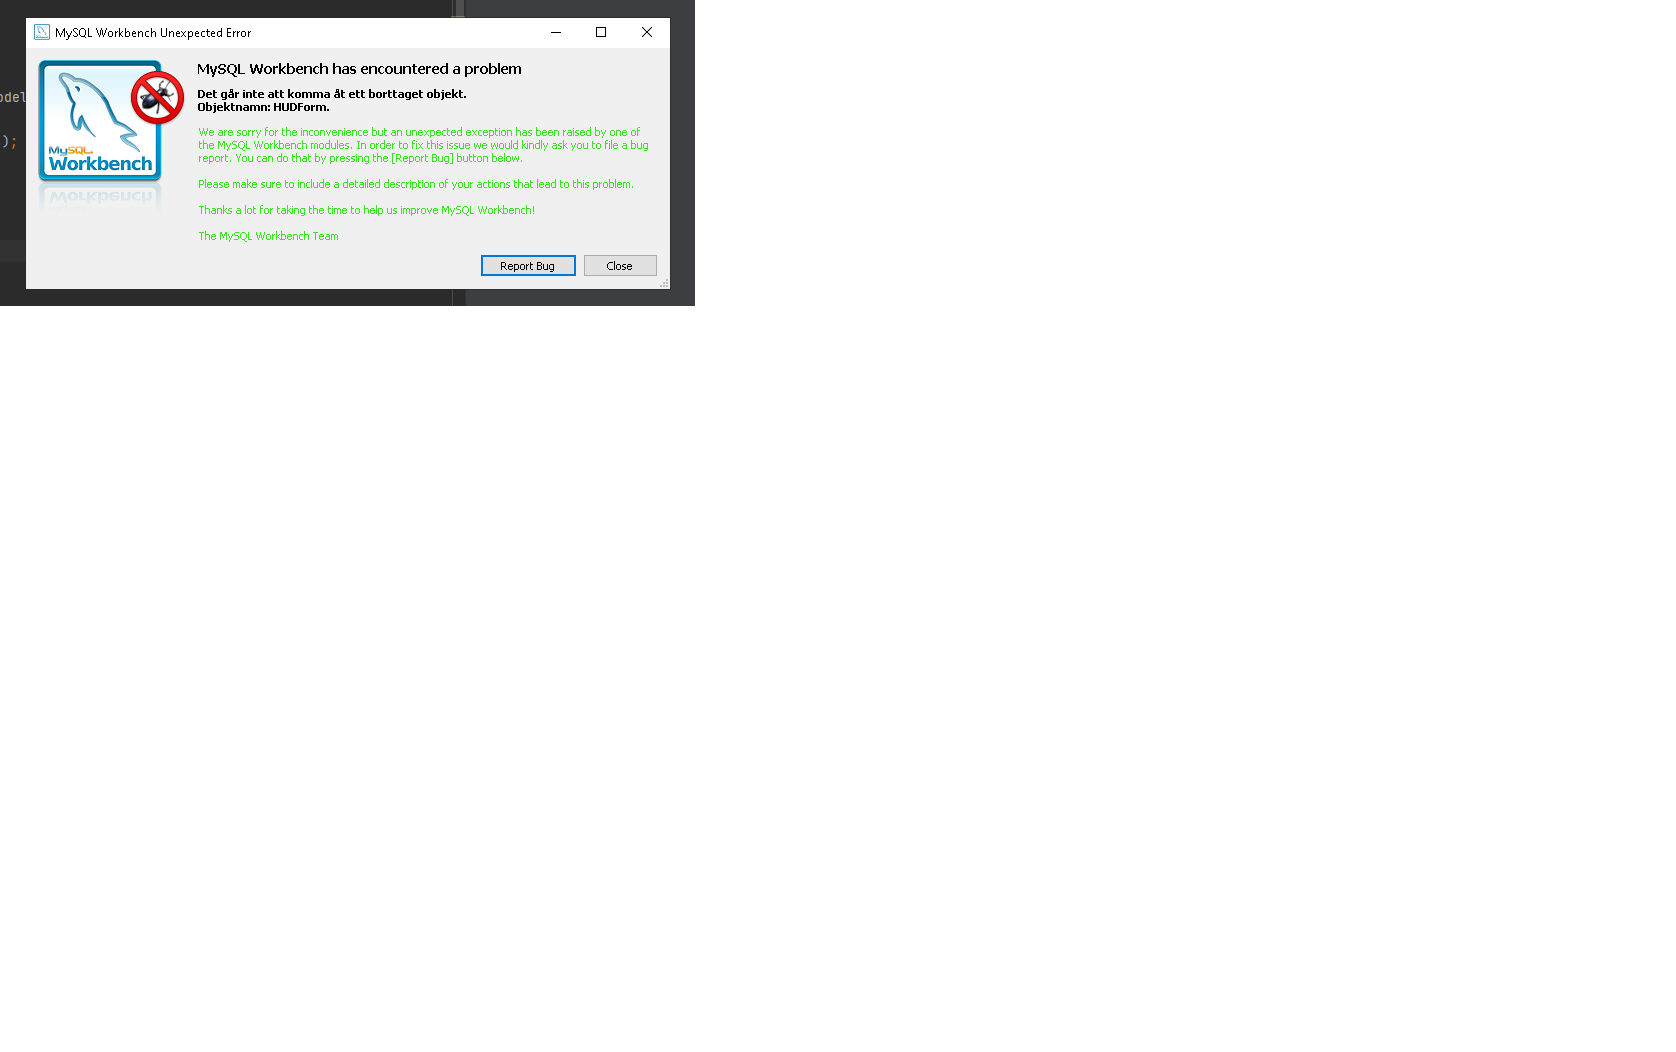 MySQL Workbench Unexpected Error
MySQL Workbench has encountered a problem
Det går inte att komma åt ett borttaget objekt.
Objektnamn: HUDForm.
odel
);
We are sorry for the inconvenience but an unexpected exception has been raised by one of
the MySQL Workbench modules. In order to fix this issue we would kindly ask you to file a bug
report. You can do that by pressing the [Report Bug] button below.
MySQL
Workbench
Please make sure to include a detailed description of your actions that lead to this problem.
Thanks a lot for taking the time to help us improve MySQL Workbench!
The MySQL Workbench Team
Report Bug Close